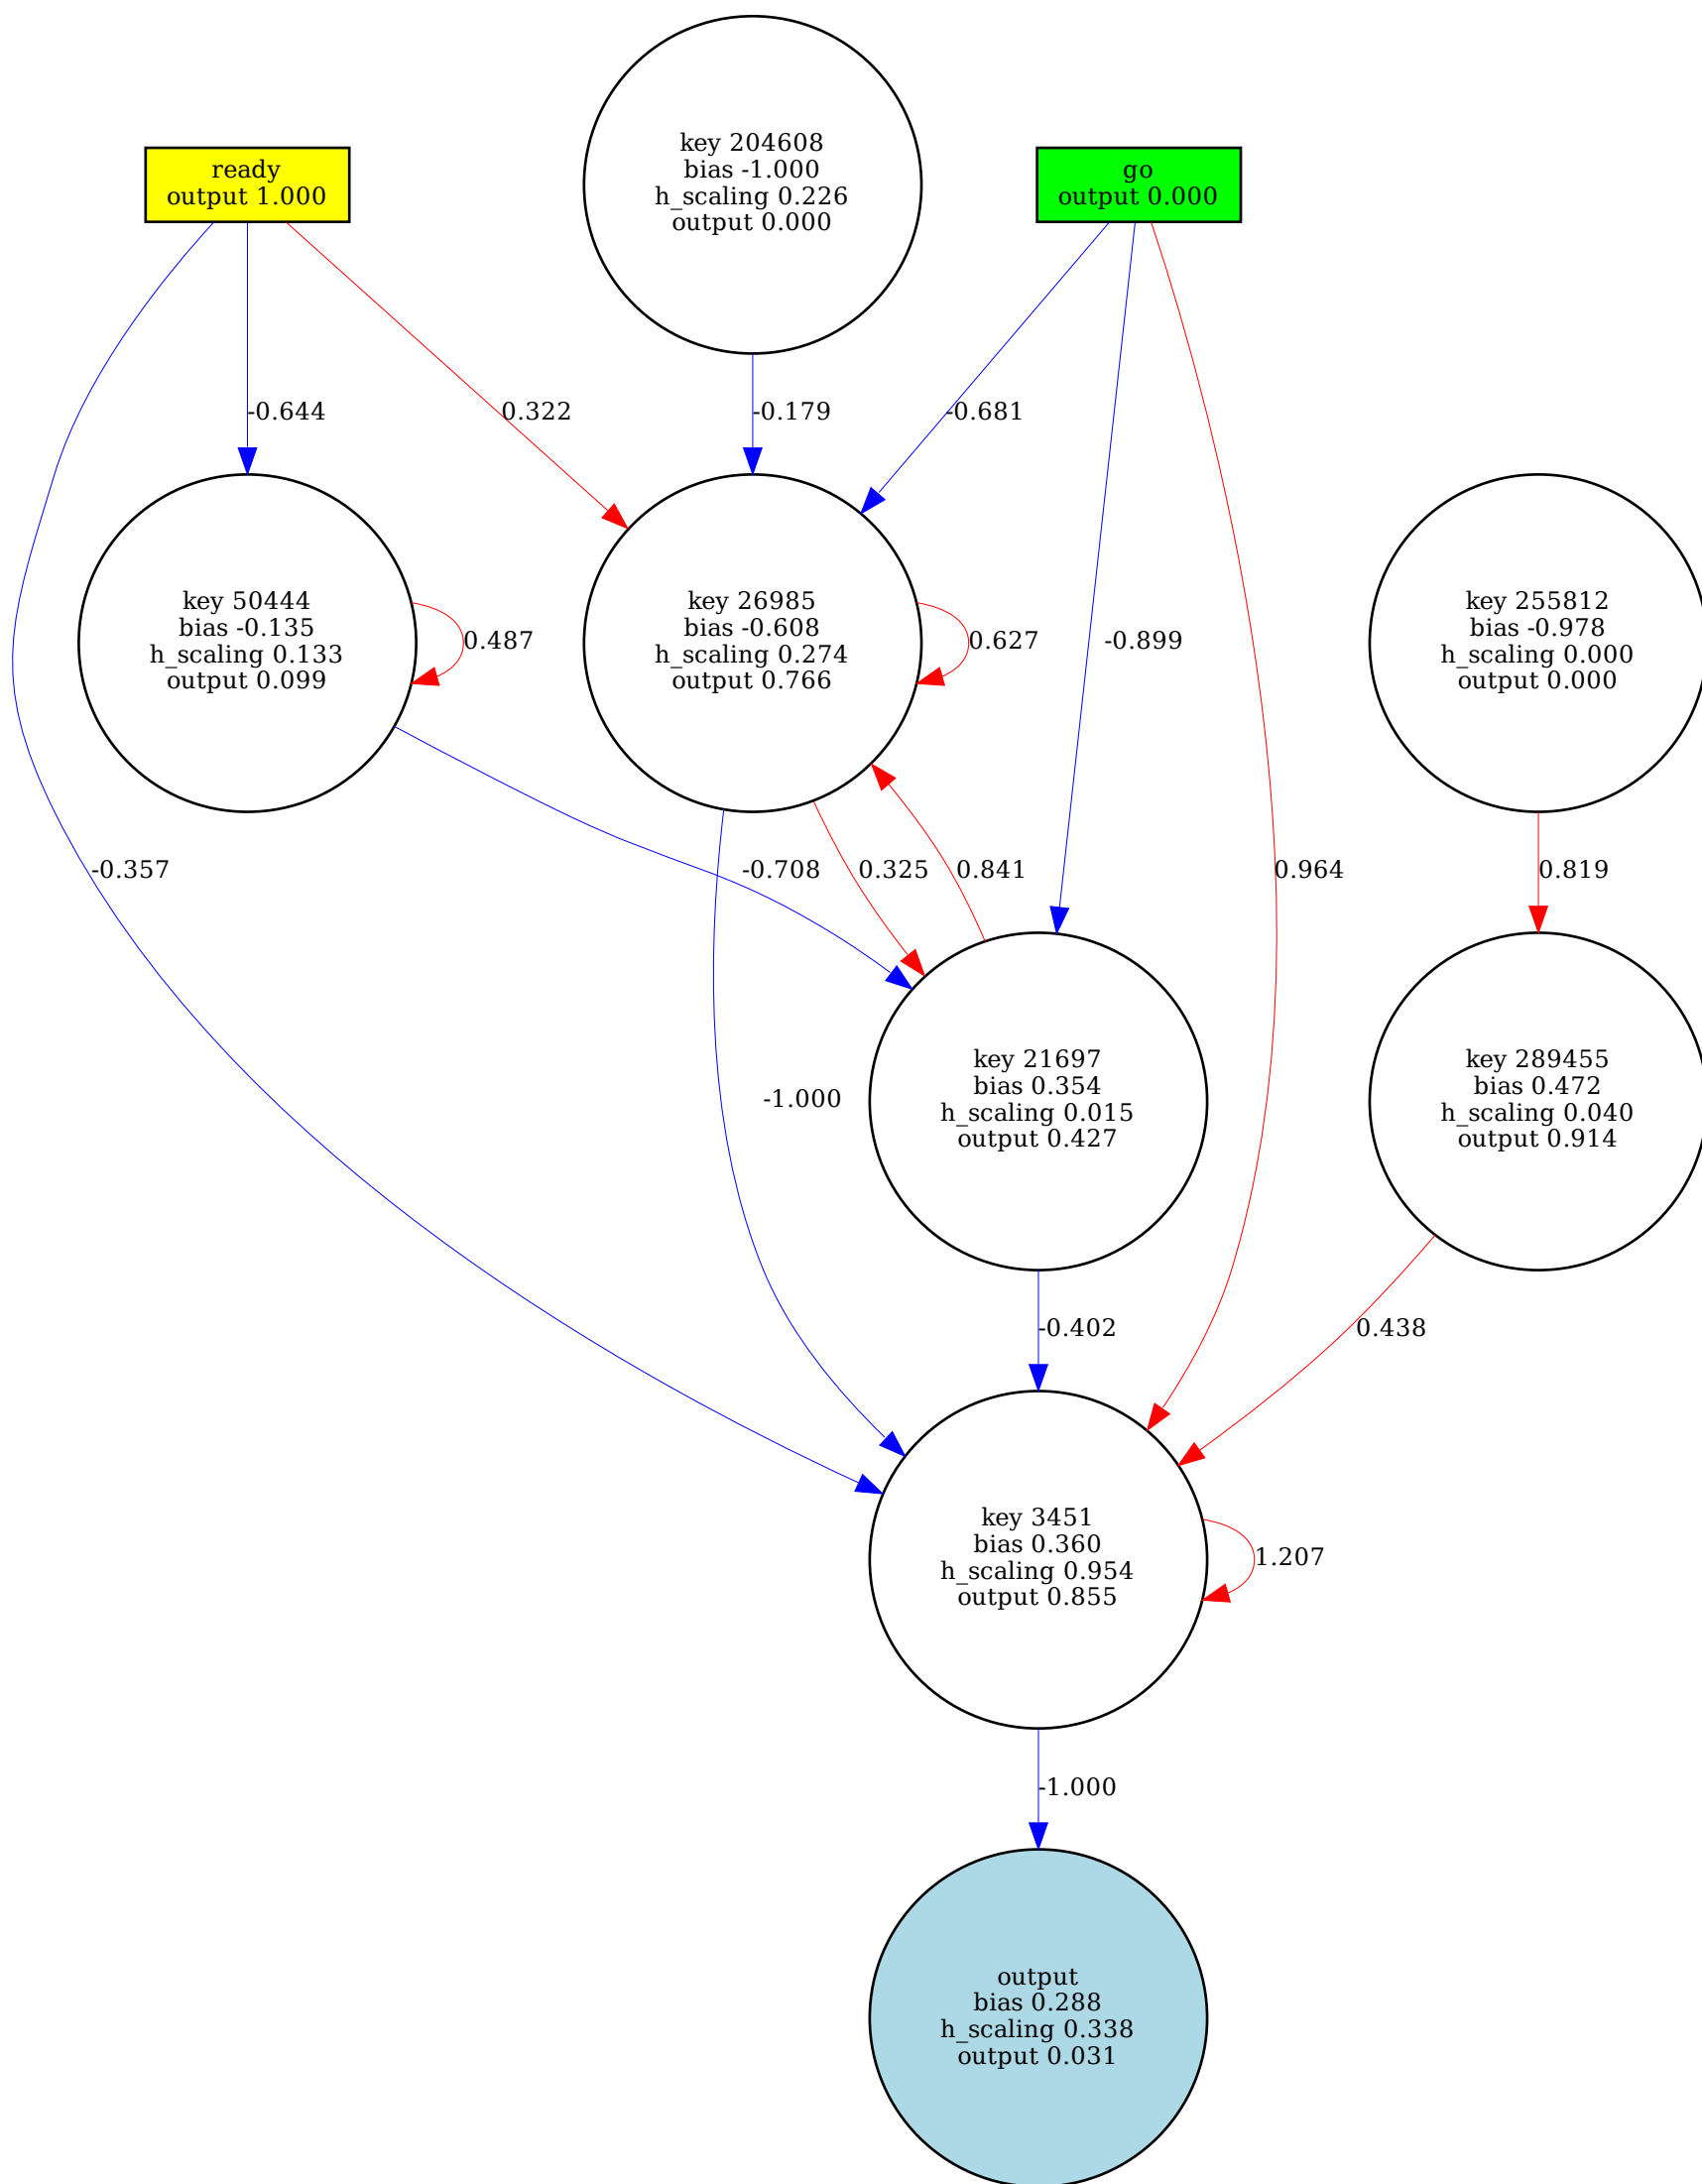 key 204608
bias -1.000
h_scaling 0.226
output 0.000
ready
output 1.000
go
output 0.000
-0.644
0.322
-0.179
-0.681
key 50444
bias -0.135
h_scaling 0.133
output 0.099
0.487
key 26985
bias -0.608
h_scaling 0.274
output 0.766
0.627
-0.899
key 255812
bias -0.978
h_scaling 0.000
output 0.000
-0.357
-0.708
0.325
0.841
0.964
0.819
-1.000
key 21697
bias 0.354
h_scaling 0.015
output 0.427
key 289455
bias 0.472
h_scaling 0.040
output 0.914
-0.402
0.438
key 3451
bias 0.360
h_scaling 0.954
output 0.855
1.207
-1.000
output
bias 0.288
h_scaling 0.338
output 0.031